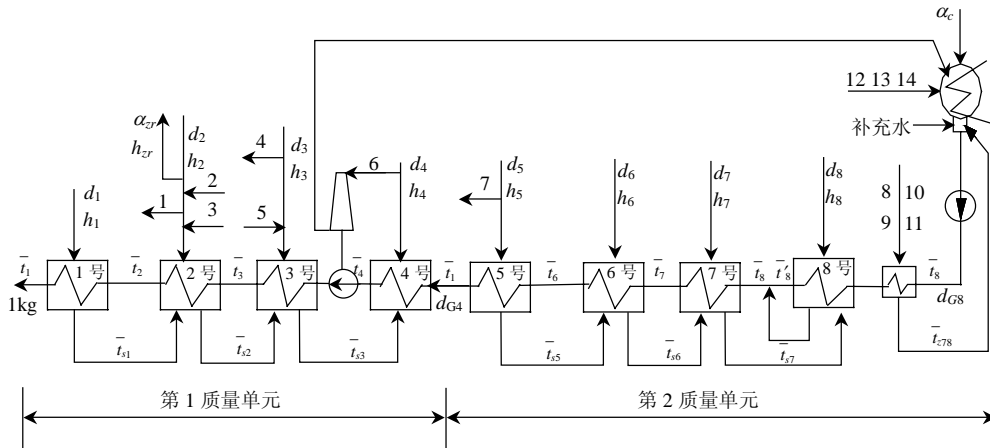 α_c
12 13 14
补充水
α_zr
h_zr
d_2
h_2
4
d_3
h_3
6
d_4
h_4
d_5
h_5
7
d_6
h_6
d_7
h_7
d_8
h_8
8 10
9 11
d_1
h_1
1
2
3
5
t̄_1
1kg
1 号
t̄_2
2 号
t̄_3
3 号
t̄_4
4 号
t̄_1
d_G4
5 号
t̄_6
6 号
t̄_7
7 号
t̄_8
t̄'_8
8 号
t̄_8
d_G8
t̄_s1
t̄_s2
t̄_s3
t̄_s5
t̄_s6
t̄_s7
t̄_z78
第 1 质量单元
第 2 质量单元